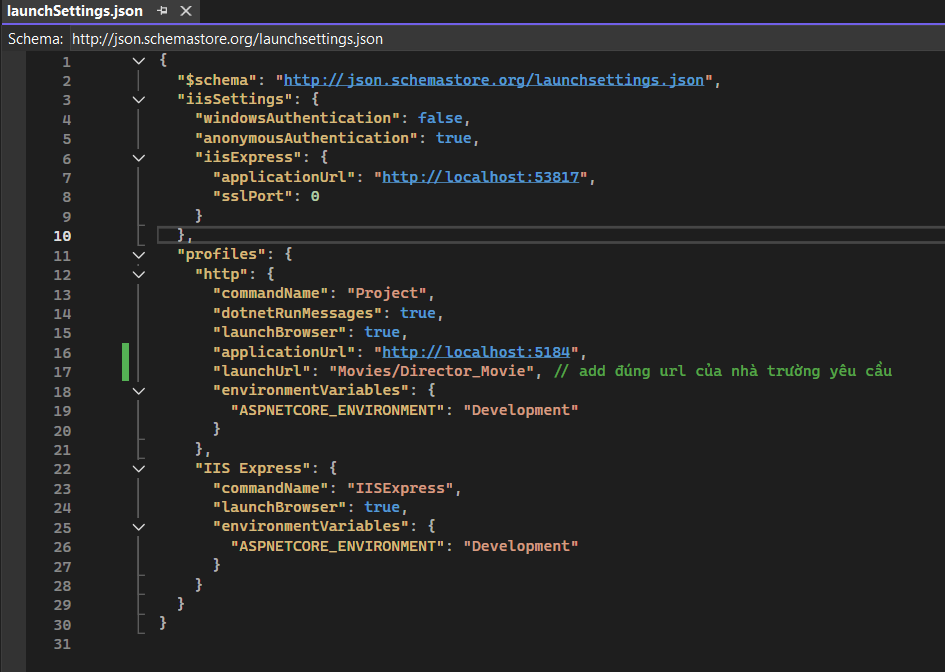 launchSettings.json
Schema: http://json.schemastore.org/launchsettings.json
1 {
2 "$schema": "http://json.schemastore.org/launchsettings.json",
3 "iisSettings": {
4 "windowsAuthentication": false,
5 "anonymousAuthentication": true,
6 "iisExpress": {
7 "applicationUrl": "http://localhost:53817",
8 "sslPort": 0
9 }
10 },
11 "profiles": {
12 "http": {
13 "commandName": "Project",
14 "dotnetRunMessages": true,
15 "launchBrowser": true,
16 "applicationUrl": "http://localhost:5184",
17 "launchUrl": "Movies/Director_Movie", // add đúng url của nhà trường yêu cầu
18 "environmentVariables": {
19 "ASPNETCORE_ENVIRONMENT": "Development"
20 }
21 },
22 "IIS Express": {
23 "commandName": "IISExpress",
24 "launchBrowser": true,
25 "environmentVariables": {
26 "ASPNETCORE_ENVIRONMENT": "Development"
27 }
28 }
29 }
30 }
31